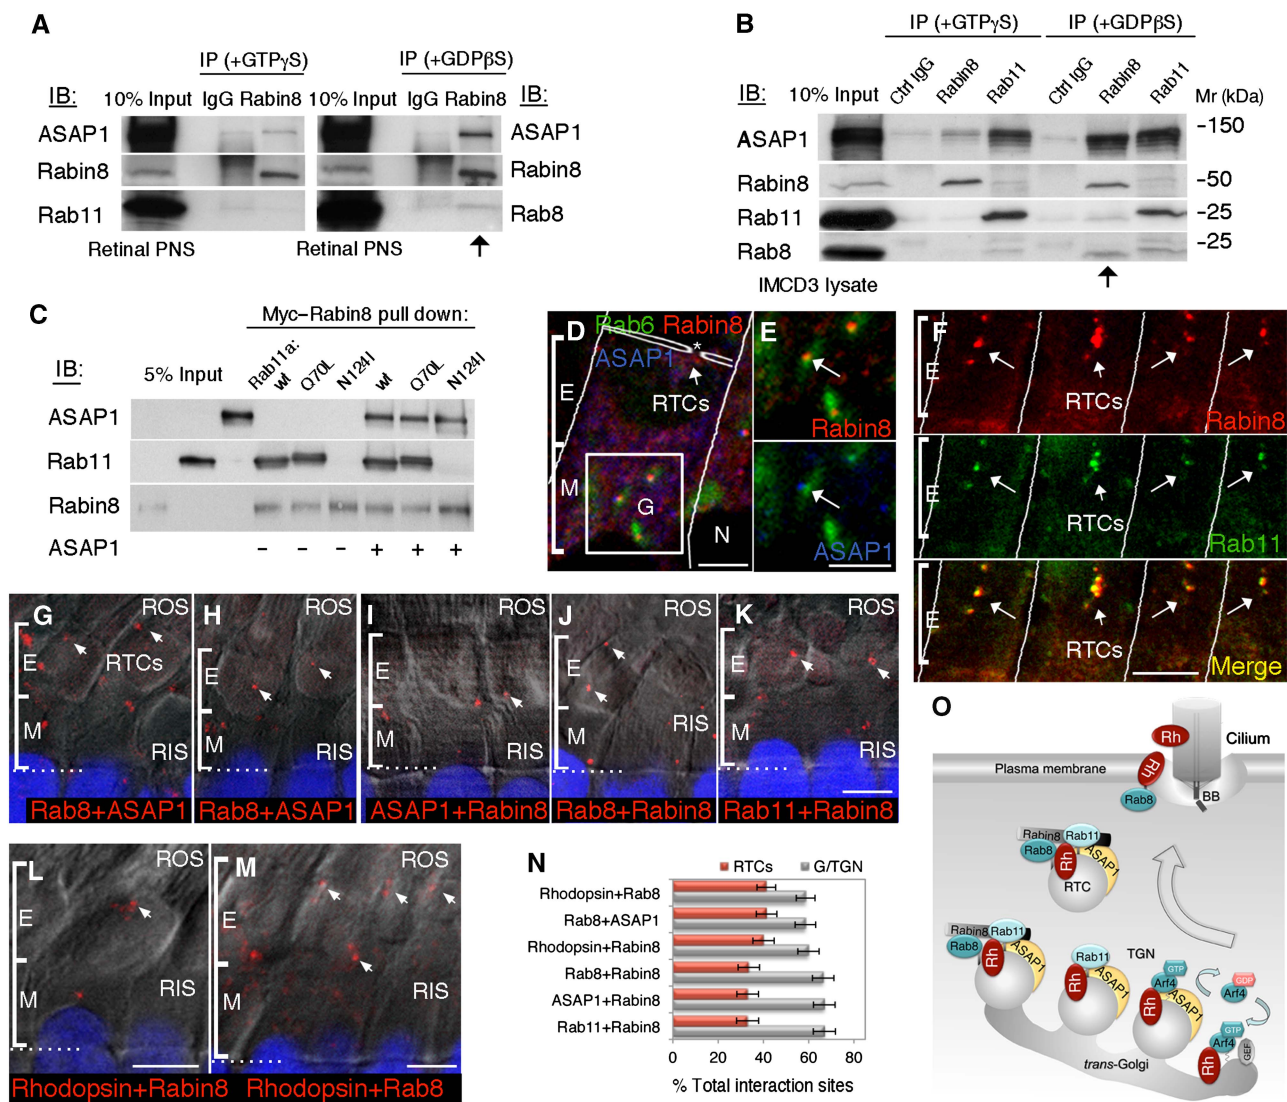 A
IP (+GTPγS)
IP (+GDPβS)
IB:
10% Input
IgG Rabin8
10% Input
IgG Rabin8
IB:
ASAP1
ASAP1
Rabin8
Rabin8
Rab11
Rab8
Retinal PNS
Retinal PNS
B
IP (+GTPγS)
IP (+GDPβS)
IB:
10% Input
Ctrl IgG
Rabin8
Rab11
Ctrl IgG
Rabin8
Rab11
Mr (kDa)
ASAP1
-150
Rabin8
-50
Rab11
-25
Rab8
-25
IMCD3 lysate
C
Myc–Rabin8 pull down:
IB:
5% Input
Rab11a:
wt
Q70L
N124I
wt
Q70L
N124I
ASAP1
Rab11
Rabin8
ASAP1
– – – + + +
D
Rab6 Rabin8
ASAP1
*
RTCs
E
M
G
N
E
Rabin8
ASAP1
F
E
RTCs
Rabin8
E
RTCs
Rab11
E
RTCs
Merge
G
ROS
E
RTCs
M
RIS
Rab8+ASAP1
H
ROS
E
M
RIS
Rab8+ASAP1
I
ROS
E
M
RIS
ASAP1+Rabin8
J
ROS
E
M
RIS
Rab8+Rabin8
K
ROS
E
M
RIS
Rab11+Rabin8
L
ROS
E
M
RIS
Rhodopsin+Rabin8
M
ROS
E
M
RIS
Rhodopsin+Rab8
N
RTCs
G/TGN
Rhodopsin+Rab8
Rab8+ASAP1
Rhodopsin+Rabin8
Rab8+Rabin8
ASAP1+Rabin8
Rab11+Rabin8
0 20 40 60 80
% Total interaction sites
O
Rh
Cilium
Plasma membrane
Rh
Rab8
BB
Rabin8
Rab11
Rab8
Rh
ASAP1
RTC
Rabin8
Rab11
Rab8
Rh
ASAP1
Rab11
Rh
ASAP1
TGN
GTP
Arf4
Rh
ASAP1
GDP
Arf4
GTP
Arf4
Rh
GEF
trans-Golgi